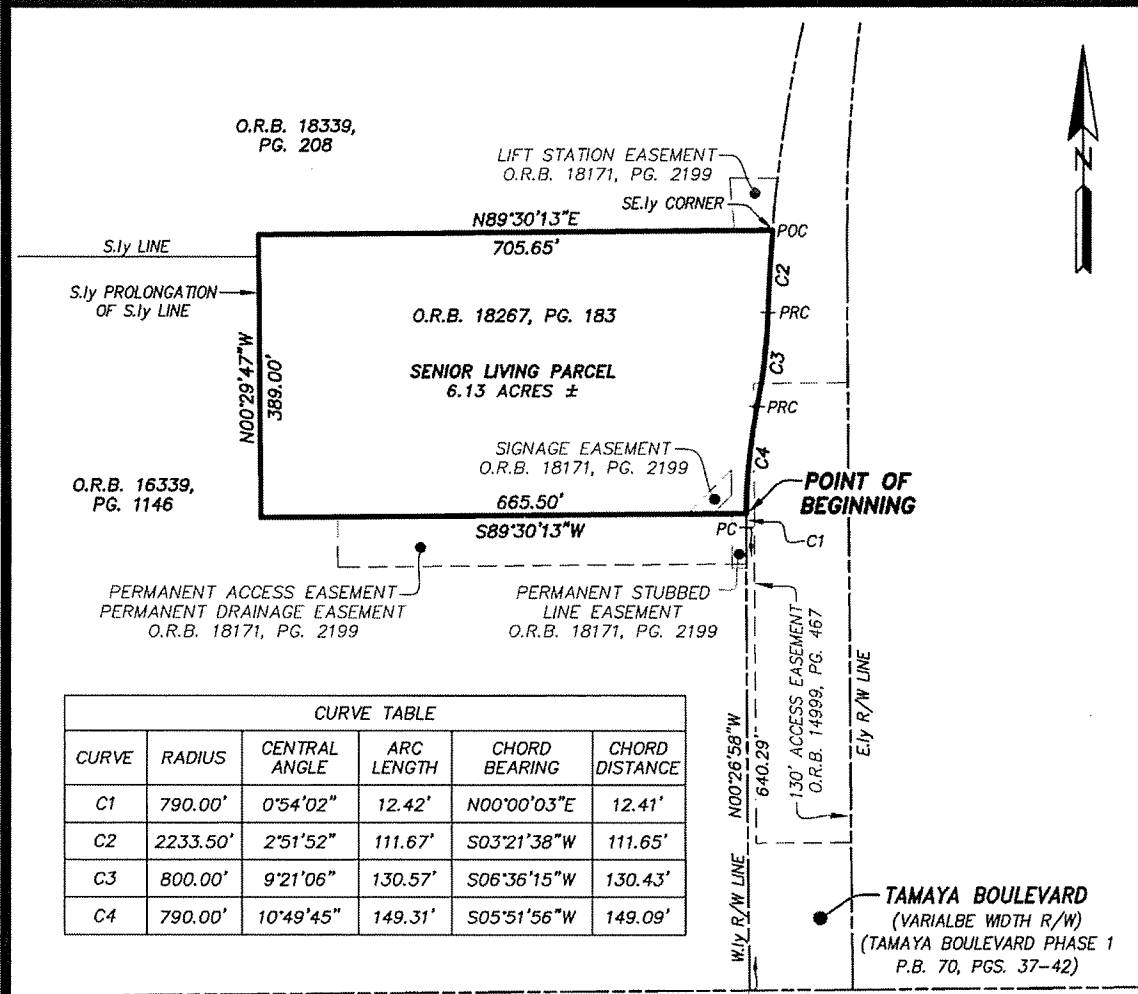 O.R.B. 18339,
PG. 208
LIFT STATION EASEMENT
O.R.B. 18171, PG. 2199
SE.ly CORNER
N
N89°30'13"E
705.65'
POC
S.ly LINE
S.ly PROLONGATION
OF S.ly LINE
C2
PRC
O.R.B. 18267, PG. 183
N00°29'47"W
389.00'
SENIOR LIVING PARCEL
6.13 ACRES ±
C3
PRC
SIGNAGE EASEMENT
O.R.B. 18171, PG. 2199
C4
O.R.B. 16339,
PG. 1146
665.50'
S89°30'13"W
POINT OF
BEGINNING
PC
C1
PERMANENT ACCESS EASEMENT
PERMANENT DRAINAGE EASEMENT
O.R.B. 18171, PG. 2199
PERMANENT STUBBED
LINE EASEMENT
O.R.B. 18171, PG. 2199
130' ACCESS EASEMENT
O.R.B. 14999, PG. 467
E.ly R/W LINE
N00°26'58"W
640.29'
W.ly R/W LINE
CURVE TABLE
CURVE RADIUS CENTRAL ANGLE ARC LENGTH CHORD BEARING CHORD DISTANCE
C1 790.00' 0°54'02" 12.42' N00°00'03"E 12.41'
C2 2233.50' 2°51'52" 111.67' S03°21'38"W 111.65'
C3 800.00' 9°21'06" 130.57' S06°36'15"W 130.43'
C4 790.00' 10°49'45" 149.31' S05°51'56"W 149.09'
TAMAYA BOULEVARD
(VARIALBE WIDTH R/W)
(TAMAYA BOULEVARD PHASE 1
P.B. 70, PGS. 37-42)